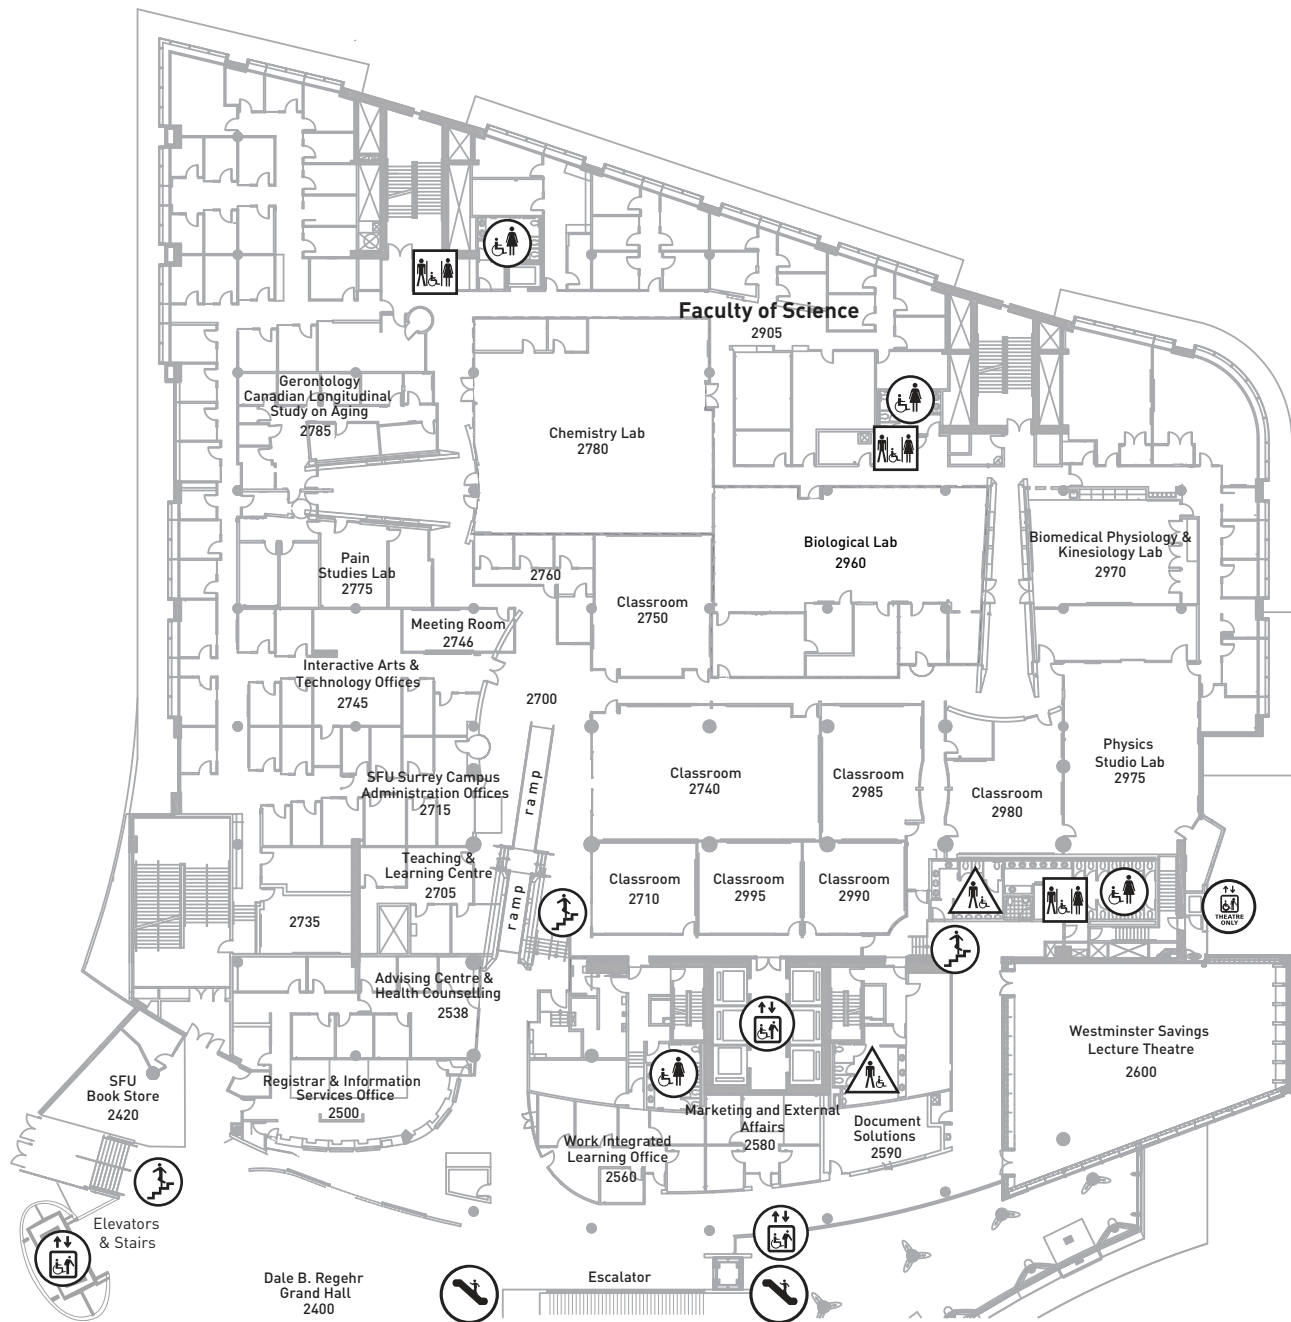 Faculty of Science
2905
Gerontology
Canadian Longitudinal
Study on Aging
2785
Chemistry Lab
2780
Biological Lab
2960
Biomedical Physiology &
Kinesiology Lab
2970
Pain
Studies Lab
2775
2760
Classroom
2750
Meeting Room
2746
Interactive Arts &
Technology Offices
2745
2700
ramp
SFU Surrey Campus
Administration Offices
2715
Classroom
2740
Classroom
2985
Classroom
2980
Physics
Studio Lab
2975
Teaching &
Learning Centre
2705
ramp
Classroom
2710
Classroom
2995
Classroom
2990
THEATRE
ONLY
2735
Advising Centre &
Health Counselling
2538
Westminster Savings
Lecture Theatre
2600
SFU
Book Store
2420
Registrar & Information
Services Office
2500
Marketing and External
Affairs
2580
Document
Solutions
2590
Work Integrated
Learning Office
2560
Elevators
& Stairs
Dale B. Regehr
Grand Hall
2400
Escalator